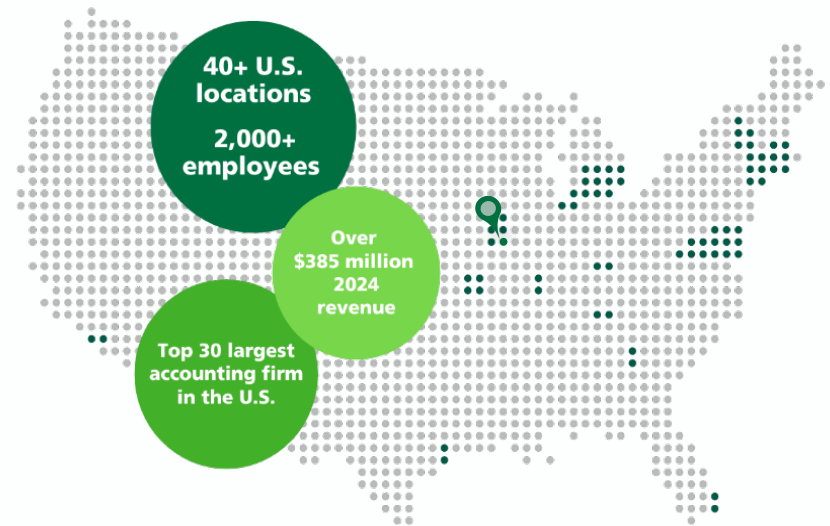 40+ U.S.
locations
2,000+
employees
Over
$385 million
2024
revenue
Top 30 largest
accounting firm
in the U.S.